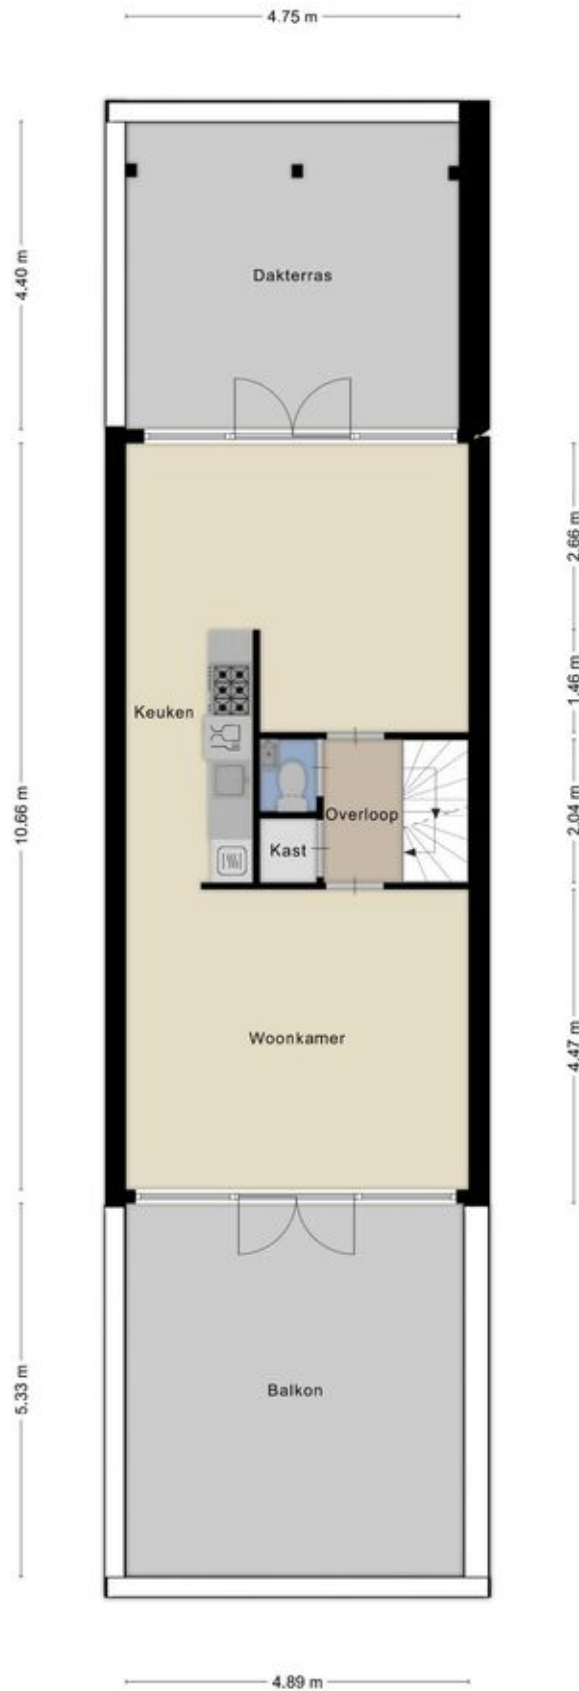 4.75 m
4.40 m
Dakterras
2.66 m
1.46 m
Keuken
2.04 m
10.66 m
Overloop
Kast
4.47 m
Woonkamer
5.33 m
Balkon
4.89 m